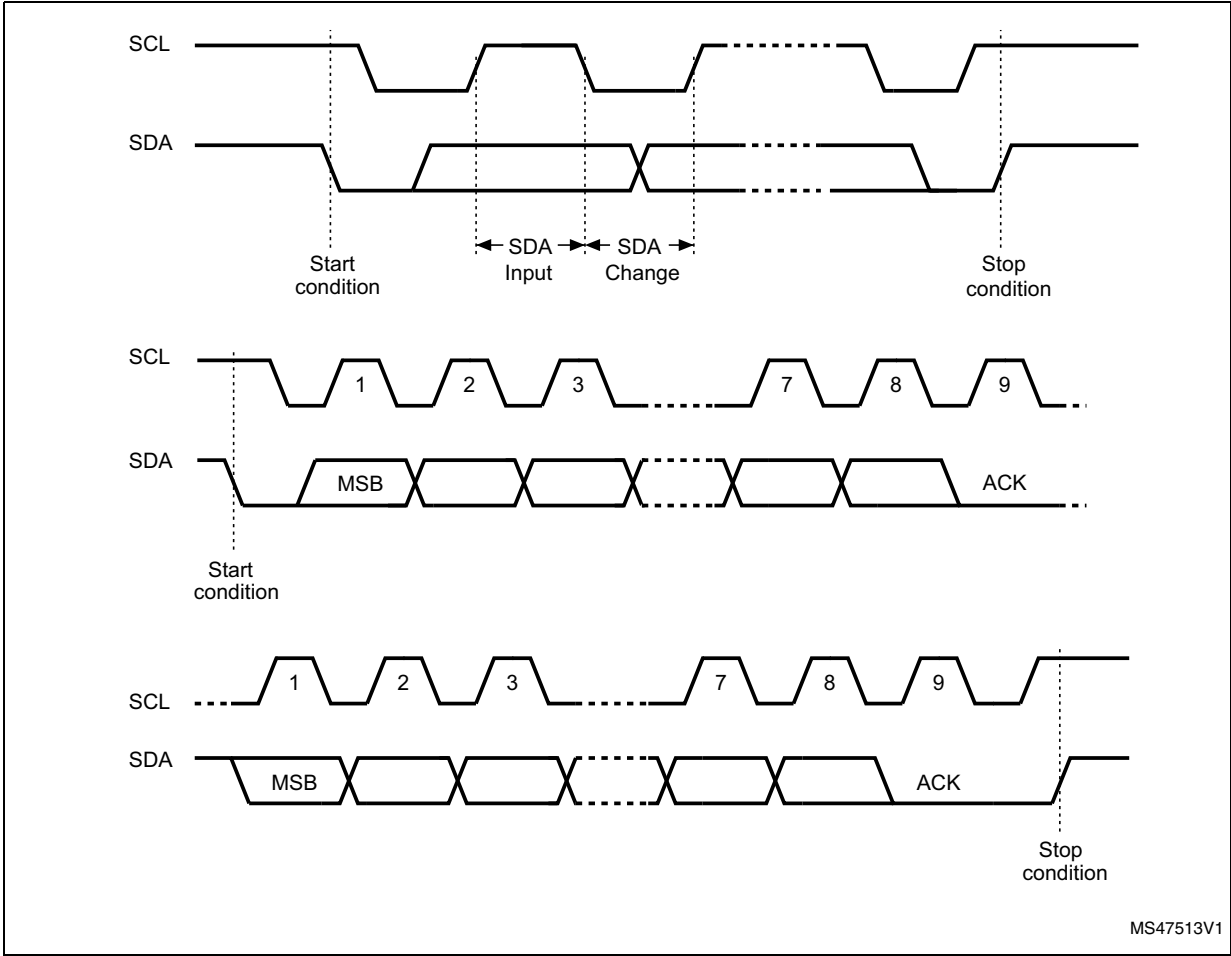 SCL
SDA
SDA
Input
SDA
Change
Start
condition
Stop
condition
SCL
1 2 3 7 8 9
SDA
MSB ACK
Start
condition
1 2 3 7 8 9
SCL
SDA
MSB ACK
Stop
condition
MS47513V1